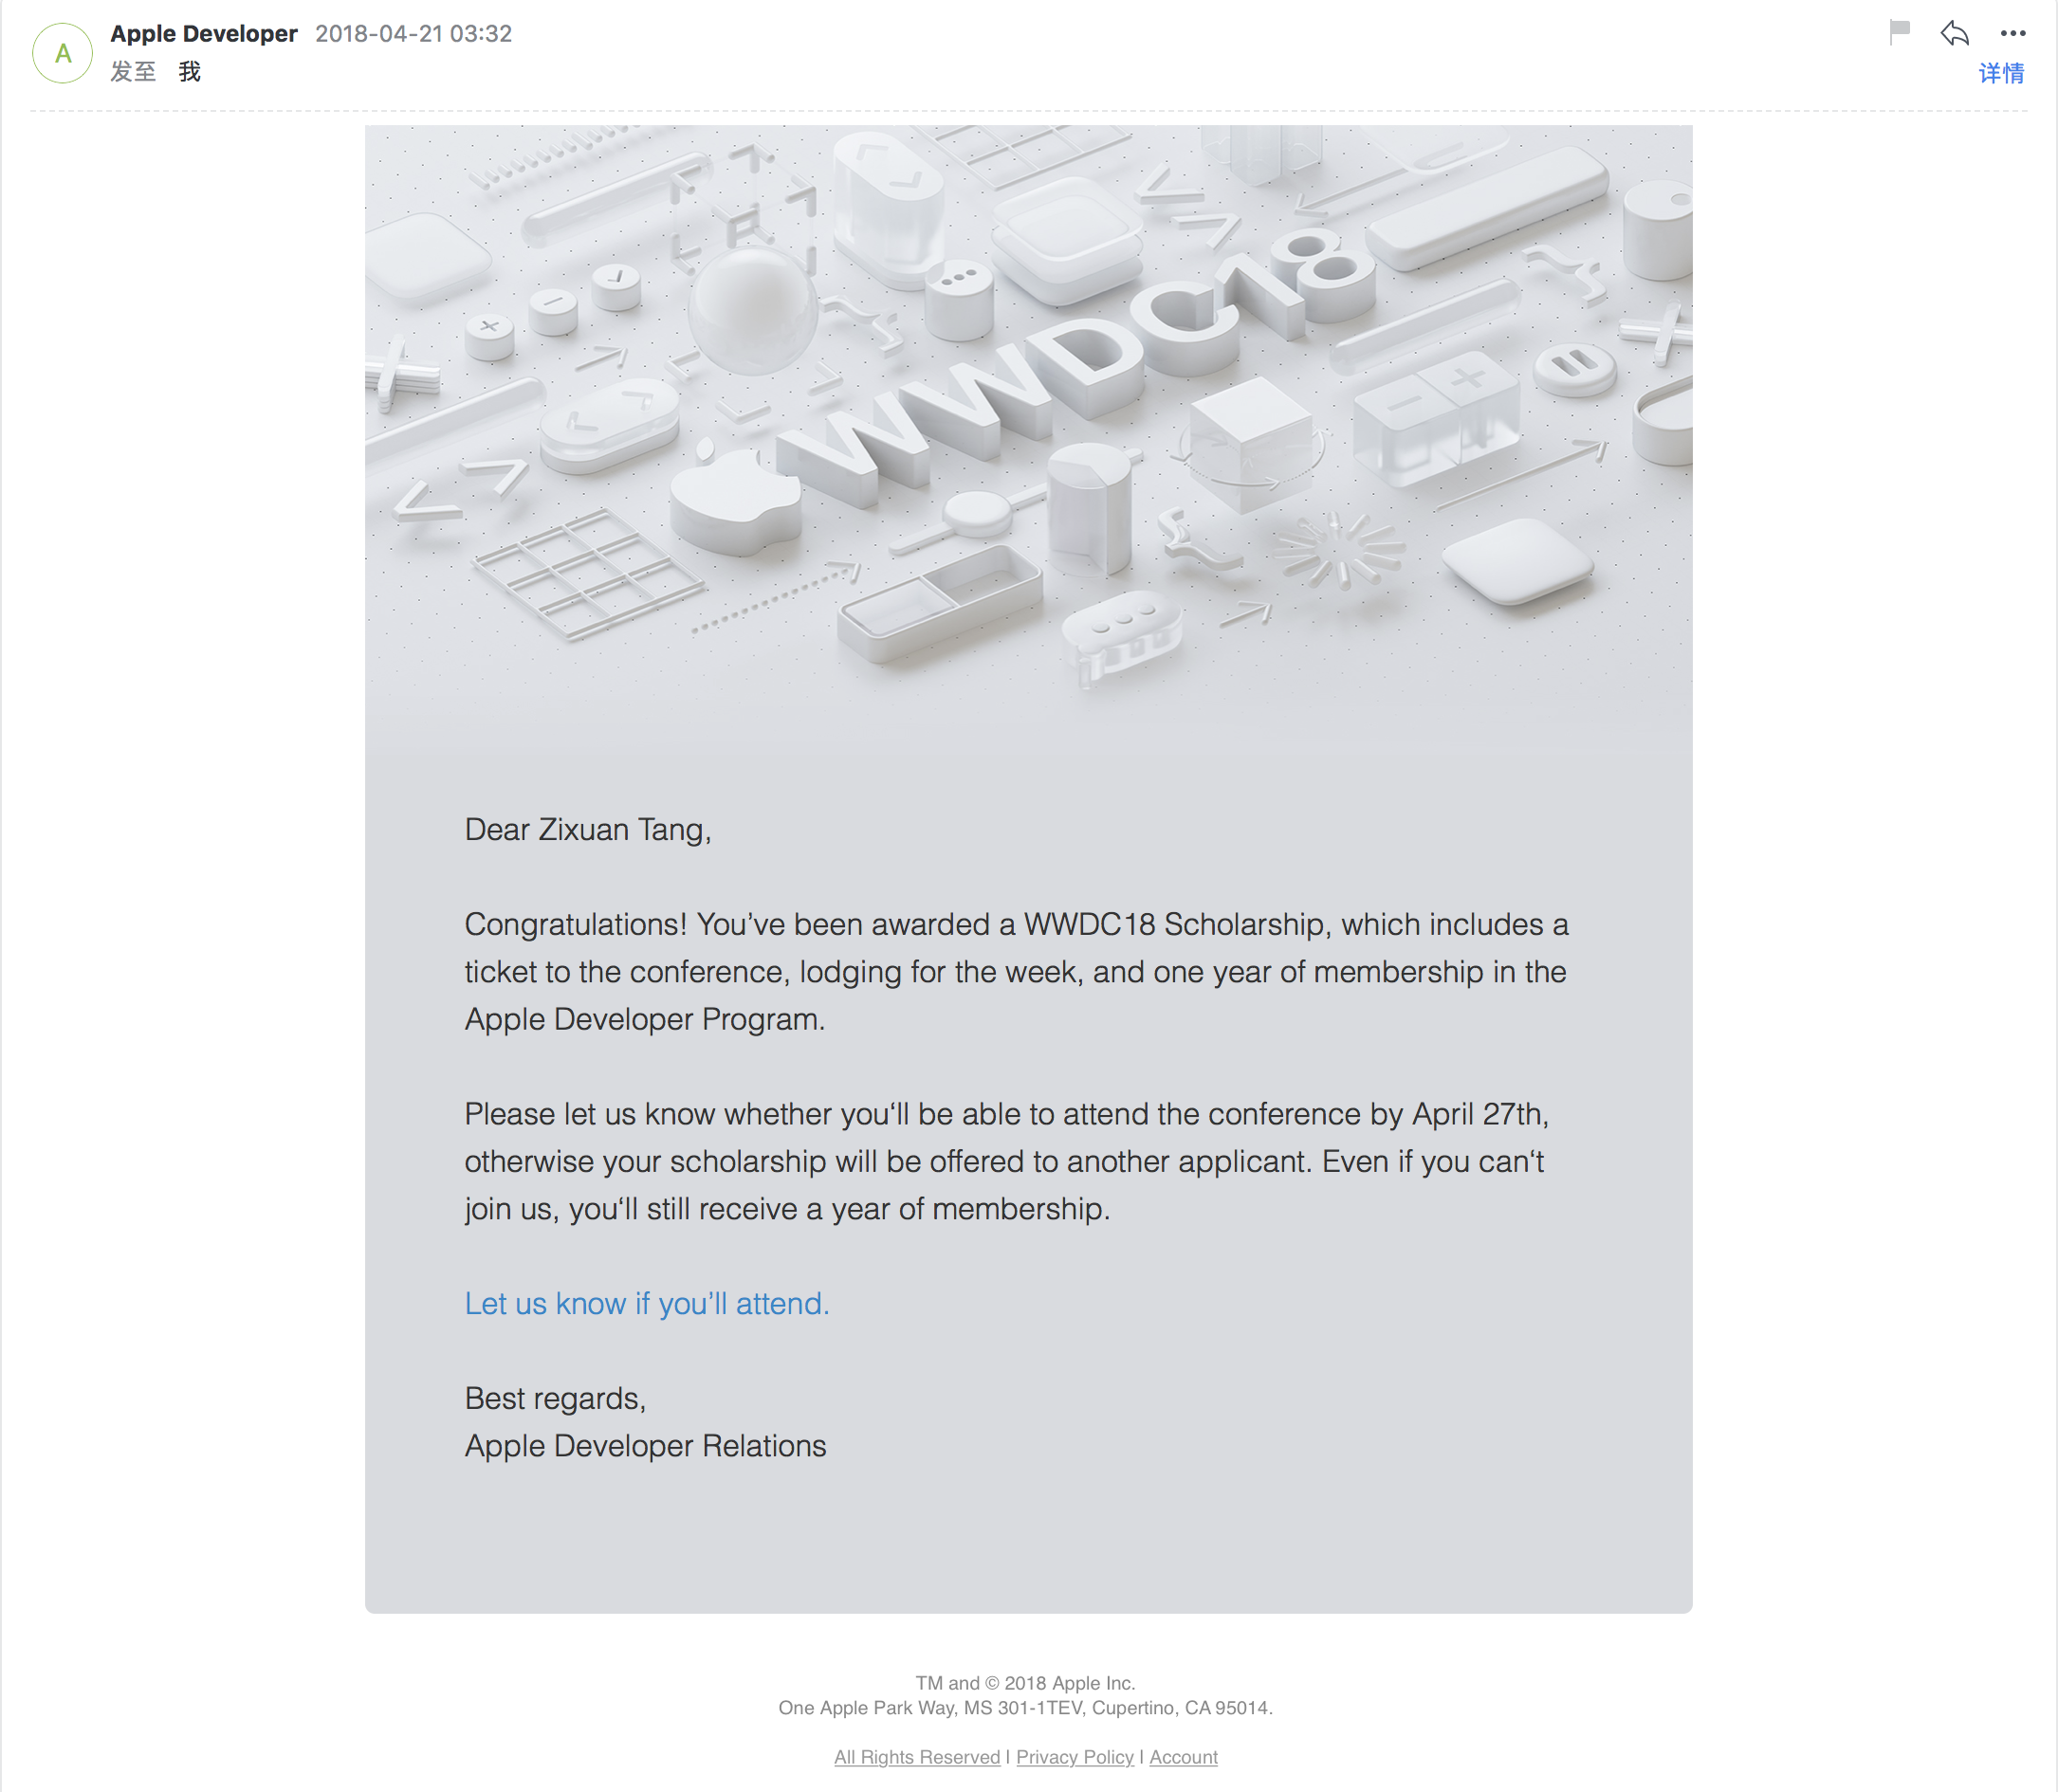 A
Apple Developer 2018-04-21 03:32
发至 我
详情
WWDC18
Dear Zixuan Tang,
Congratulations! You’ve been awarded a WWDC18 Scholarship, which includes a
ticket to the conference, lodging for the week, and one year of membership in the
Apple Developer Program.
Please let us know whether you‘ll be able to attend the conference by April 27th,
otherwise your scholarship will be offered to another applicant. Even if you can‘t
join us, you‘ll still receive a year of membership.
Let us know if you’ll attend.
Best regards,
Apple Developer Relations
TM and © 2018 Apple Inc.
One Apple Park Way, MS 301-1TEV, Cupertino, CA 95014.
All Rights Reserved | Privacy Policy | Account